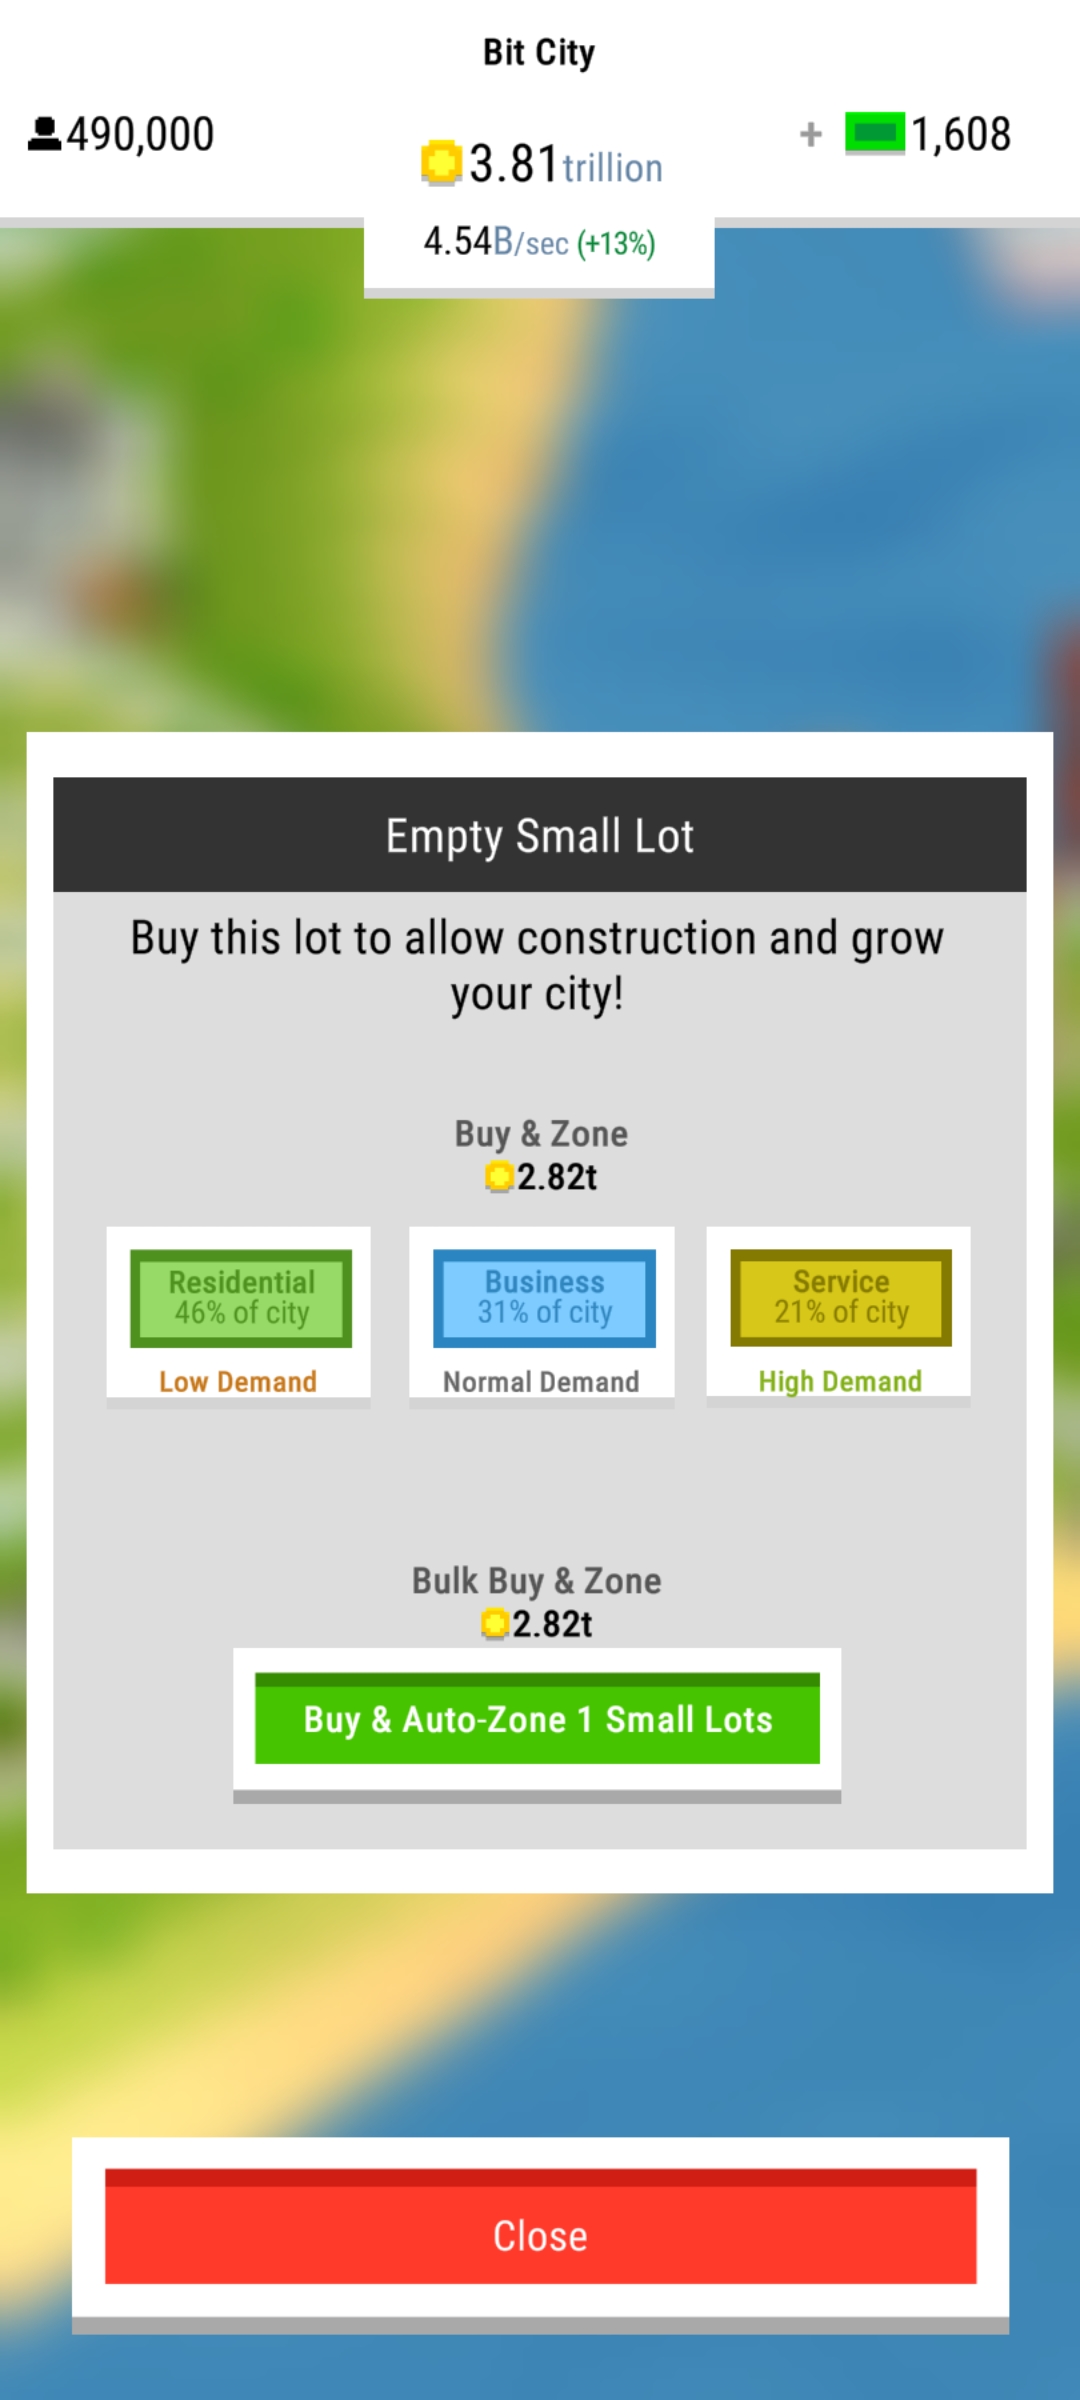 Bit City
490,000
3.81 trillion
+ 1,608
4.54B/sec (+13%)
Empty Small Lot
Buy this lot to allow construction and grow
your city!
Buy & Zone
2.82t
Residential
46% of city
Low Demand
Business
31% of city
Normal Demand
Service
21% of city
High Demand
Bulk Buy & Zone
2.82t
Buy & Auto-Zone 1 Small Lots
Close